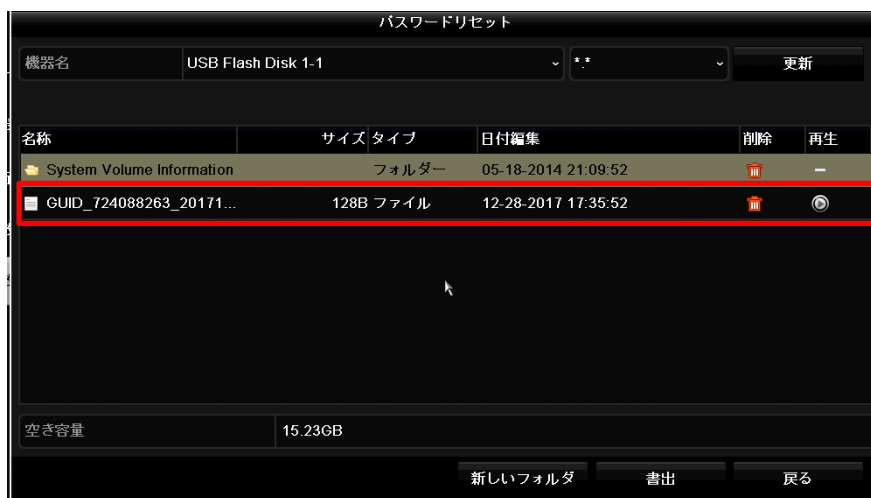 パスワードリセット
機器名 USB Flash Disk 1-1 *.* 更新
名称 サイズ タイプ 日付編集 削除 再生
System Volume Information フォルダー 05-18-2014 21:09:52 –
GUID_724088263_20171... 128B ファイル 12-28-2017 17:35:52
空き容量 15.23GB
新しいフォルダ 書出 戻る